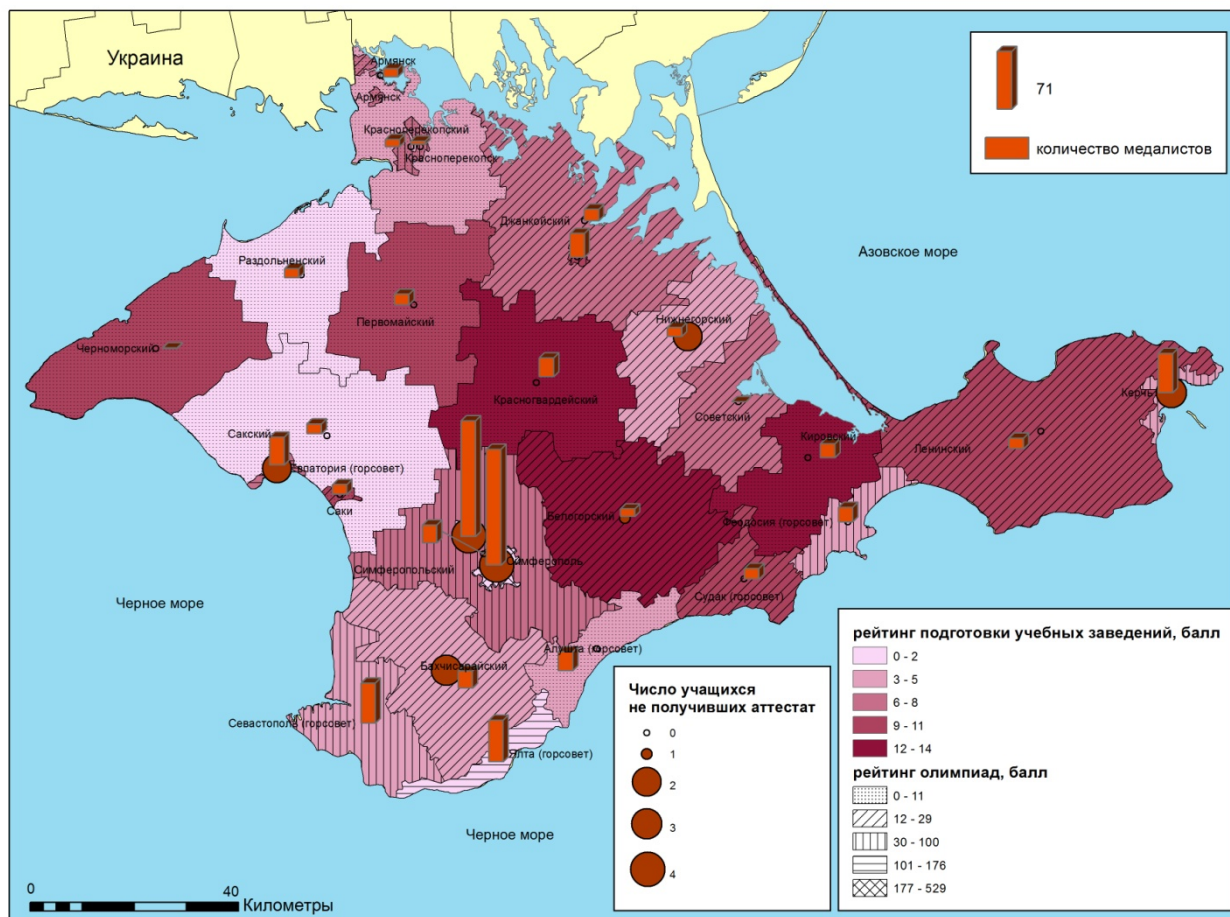 Украина
Армянск
Армянск
Красноперекопский
Красноперекопск
Джанкойский
Азовское море
Раздольненский
Первомайский
Черноморский
Нижнегорский
Красногвардейский
Советский
Керчь
Кировский
Ленинский
Сакский
Евпатория (горсовет)
Саки
Белогорский
Феодосия (горсовет)
Симферополь
Симферопольский
Судак (горсовет)
Черное море
Алушта (горсовет)
Бахчисарайский
Севастополь (горсовет)
Ялта (горсовет)
Черное море
0 40
Километры
71
количество медалистов
Число учащихся
не получивших аттестат
0
1
2
3
4
рейтинг подготовки учебных заведений, балл
0 - 2
3 - 5
6 - 8
9 - 11
12 - 14
рейтинг олимпиад, балл
0 - 11
12 - 29
30 - 100
101 - 176
177 - 529